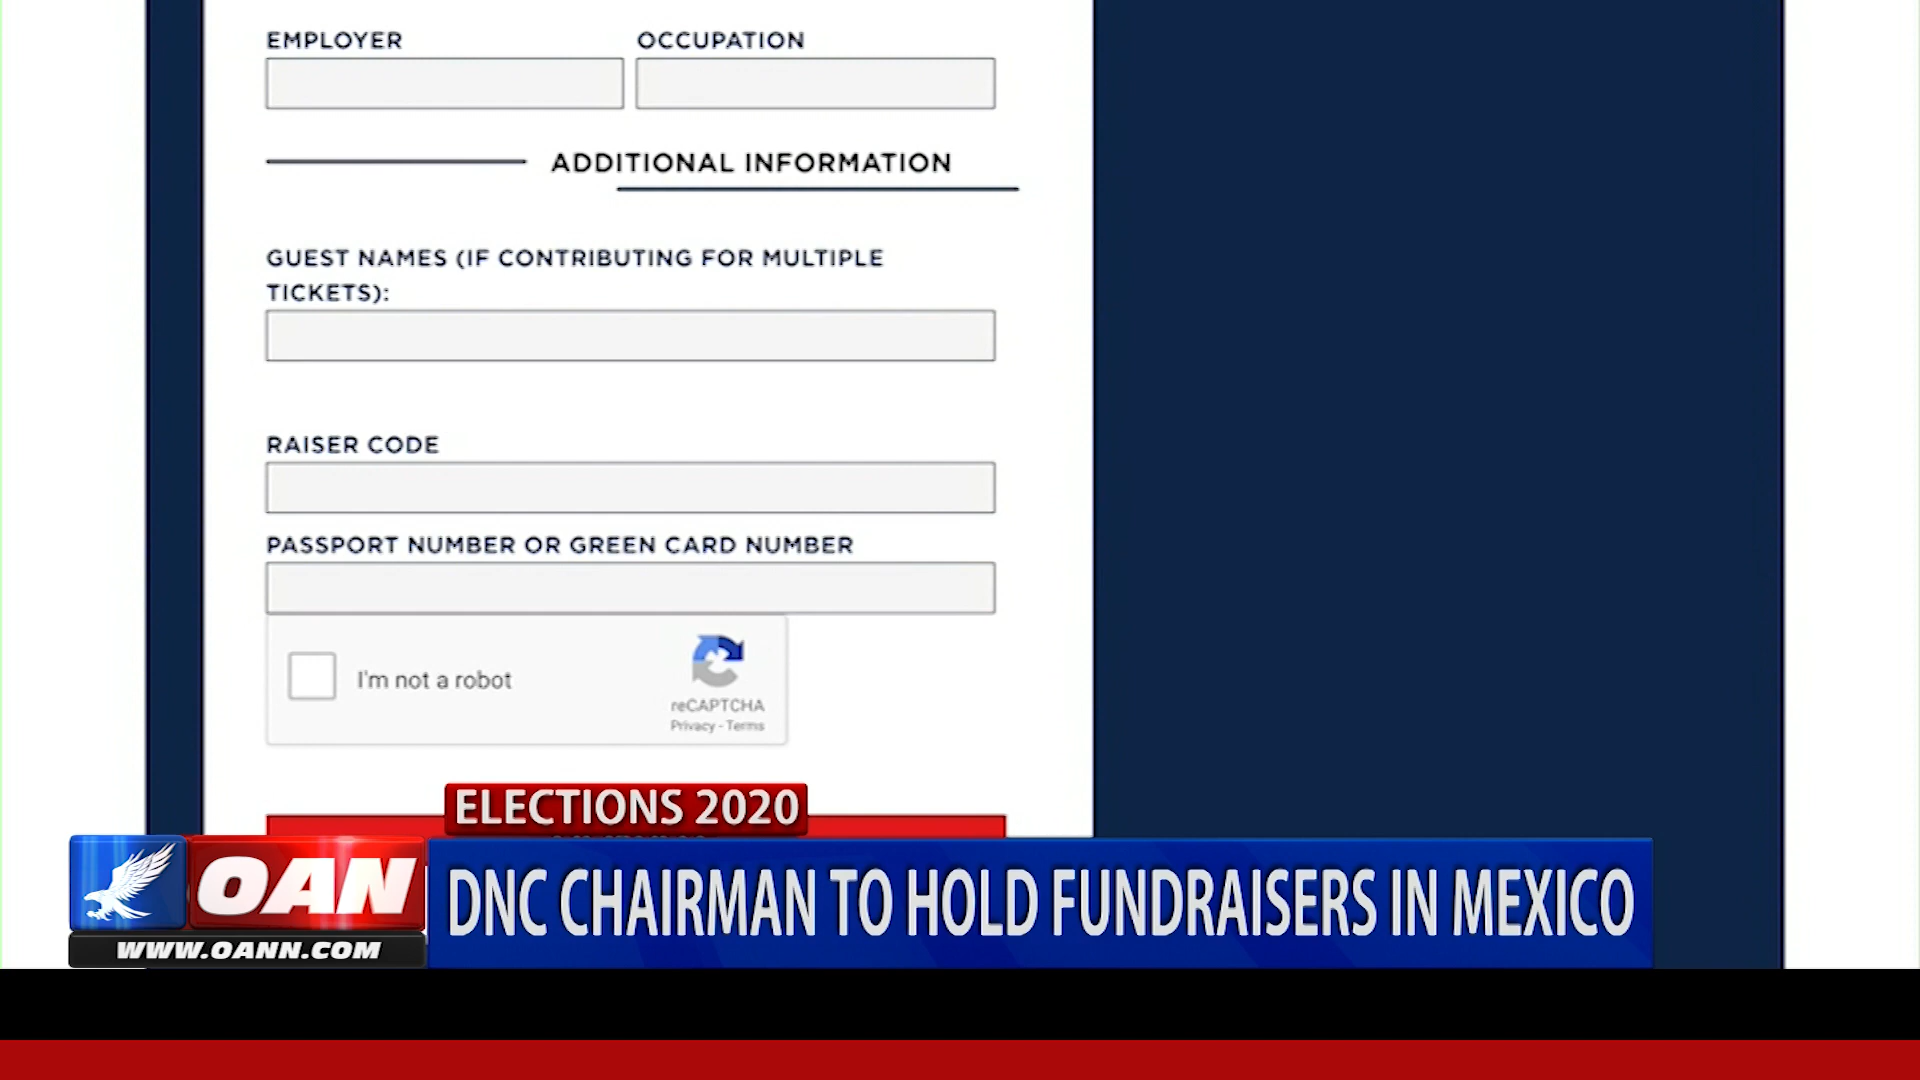 EMPLOYER OCCUPATION
ADDITIONAL INFORMATION
GUEST NAMES (IF CONTRIBUTING FOR MULTIPLE
TICKETS):
RAISER CODE
PASSPORT NUMBER OR GREEN CARD NUMBER
I'm not a robot
reCAPTCHA
Privacy - Terms
ELECTIONS 2020
OAN
DNC CHAIRMAN TO HOLD FUNDRAISERS IN MEXICO
WWW.OANN.COM